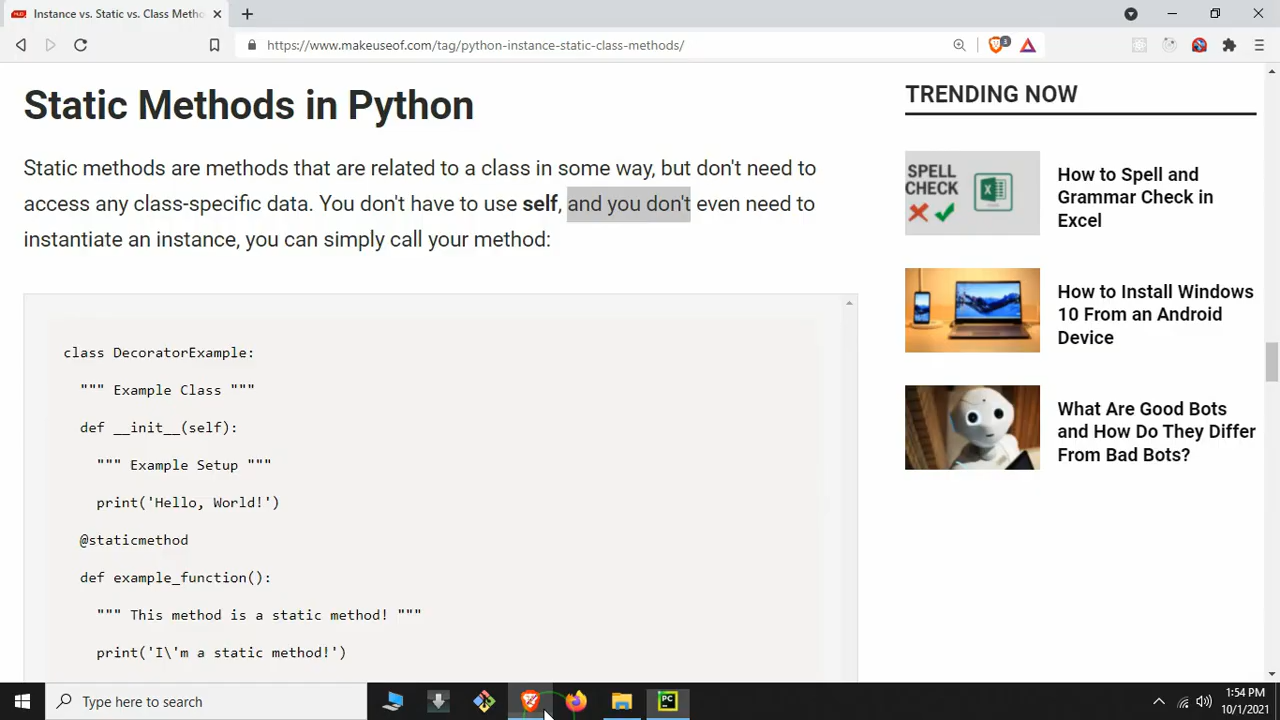 Instance vs. Static vs. Class Metho
https://www.makeuseof.com/tag/python-instance-static-class-methods/
3
Static Methods in Python
Static methods are methods that are related to a class in some way, but don't need to
access any class-specific data. You don't have to use self, and you don't even need to
instantiate an instance, you can simply call your method:
class DecoratorExample:
""" Example Class """
def __init__(self):
""" Example Setup """
print('Hello, World!')
@staticmethod
def example_function():
""" This method is a static method! """
print('I\'m a static method!')
TRENDING NOW
SPELL
CHECK
How to Spell and
Grammar Check in
Excel
How to Install Windows
10 From an Android
Device
What Are Good Bots
and How Do They Differ
From Bad Bots?
Type here to search
PC
1:54 PM
10/1/2021